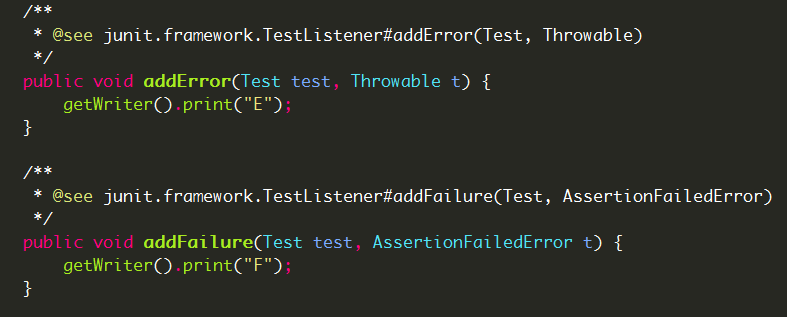 /**
 * @see junit.framework.TestListener#addError(Test, Throwable)
 */
public void addError(Test test, Throwable t) {
    getWriter().print("E");
}

/**
 * @see junit.framework.TestListener#addFailure(Test, AssertionFailedError)
 */
public void addFailure(Test test, AssertionFailedError t) {
    getWriter().print("F");
}